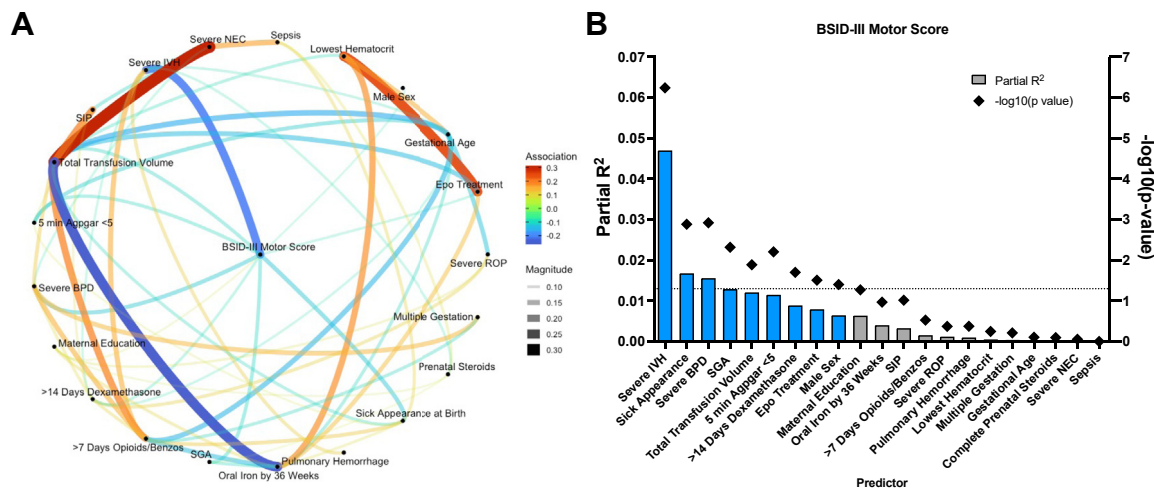 A
Severe NEC
Sepsis
Lowest Hematocrit
Severe IVH
Male Sex
SIP
Gestational Age
Total Transfusion Volume
Epo Treatment
5 min Agpgar <5
BSID-III Motor Score
Severe ROP
Severe BPD
Multiple Gestation
Maternal Education
Prenatal Steroids
>14 Days Dexamethasone
Sick Appearance at Birth
>7 Days Opioids/Benzos
SGA
Pulmonary Hemorrhage
Oral Iron by 36 Weeks
Association
0.3
0.2
0.1
0.0
-0.1
-0.2
Magnitude
0.10
0.15
0.20
0.25
0.30
B
BSID-III Motor Score
Partial R²
-log10(p value)
Partial R²
0.07
0.06
0.05
0.04
0.03
0.02
0.01
0.00
-log10(p-value)
7
6
5
4
3
2
1
0
Severe IVH
Sick Appearance
Severe BPD
SGA
Total Transfusion Volume
5 min Agpgar <5
>14 Days Dexamethasone
Epo Treatment
Male Sex
Maternal Education
Oral Iron by 36 Weeks
SIP
>7 Days Opioids/Benzos
Severe ROP
Pulmonary Hemorrhage
Lowest Hematocrit
Multiple Gestation
Gestational Age
Complete Prenatal Steroids
Severe NEC
Sepsis
Predictor